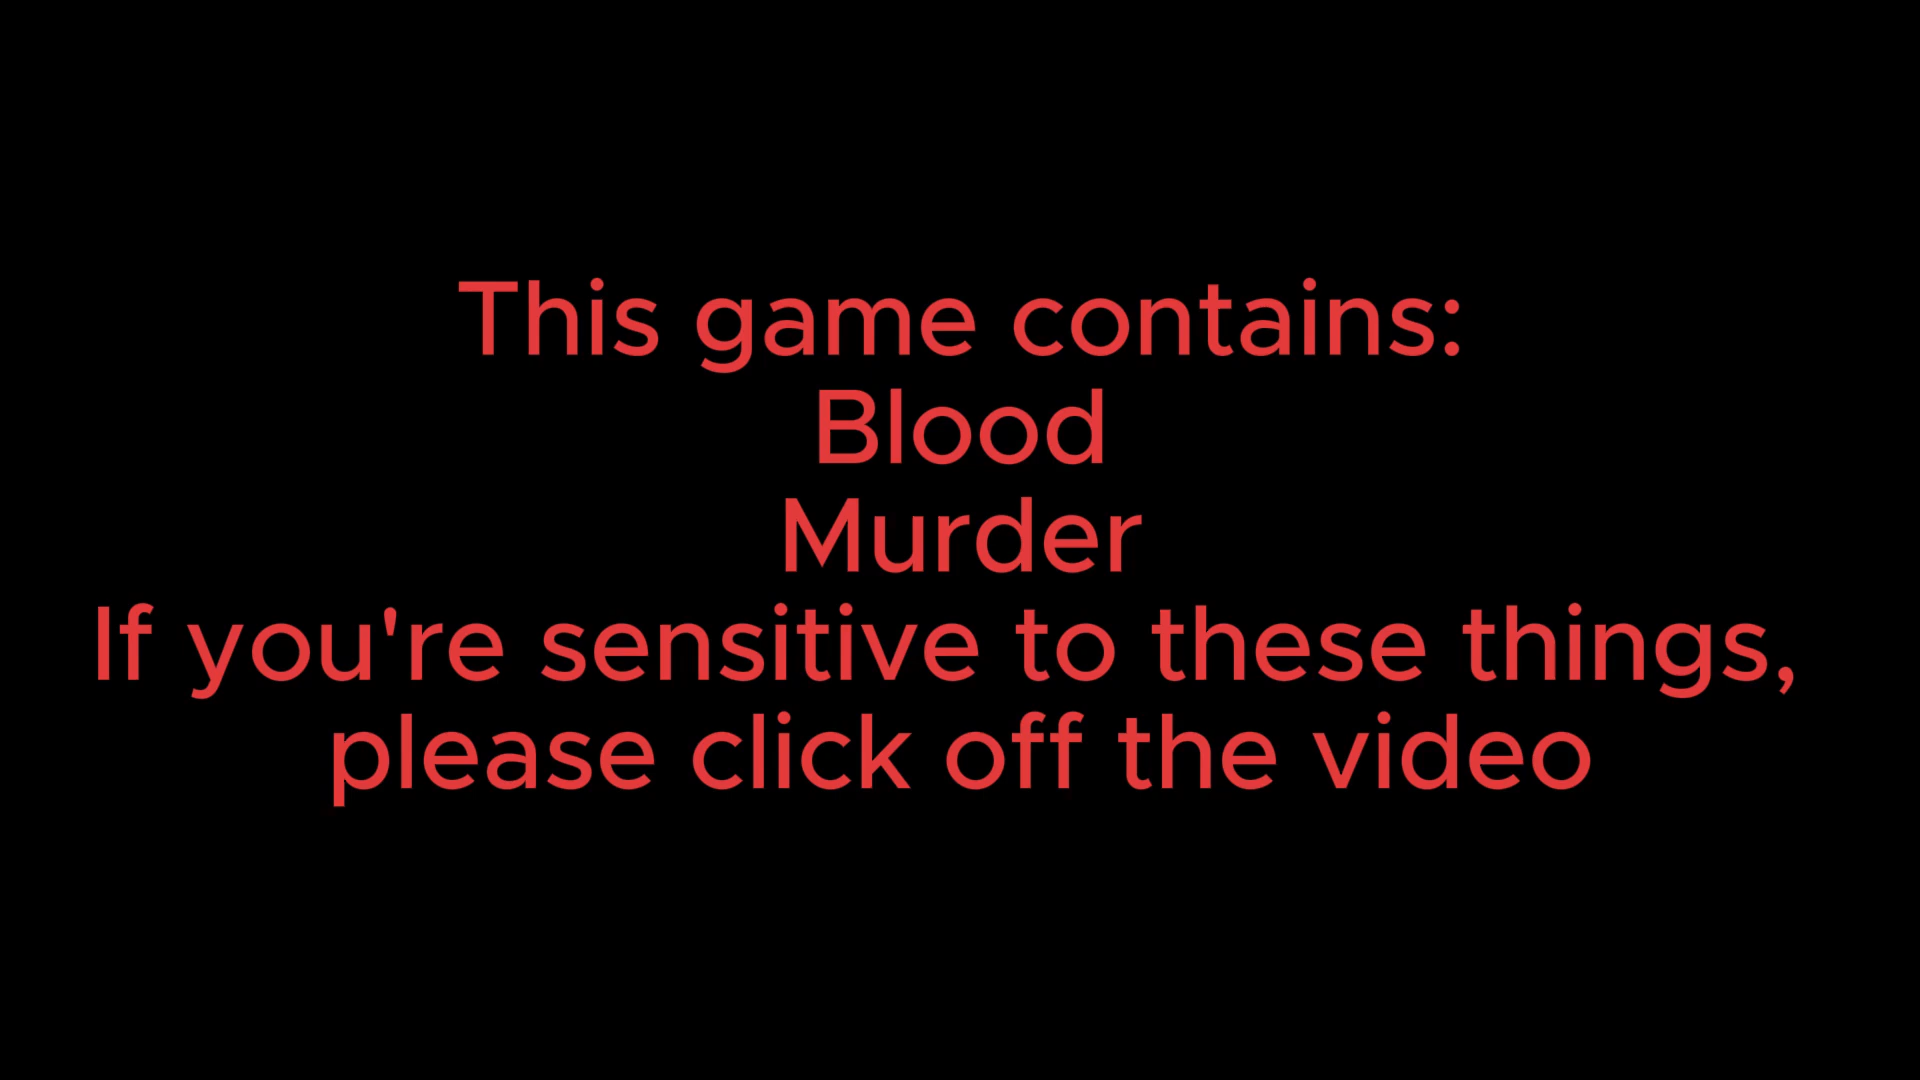 This game contains:
Blood
Murder
If you're sensitive to these things,
please click off the video